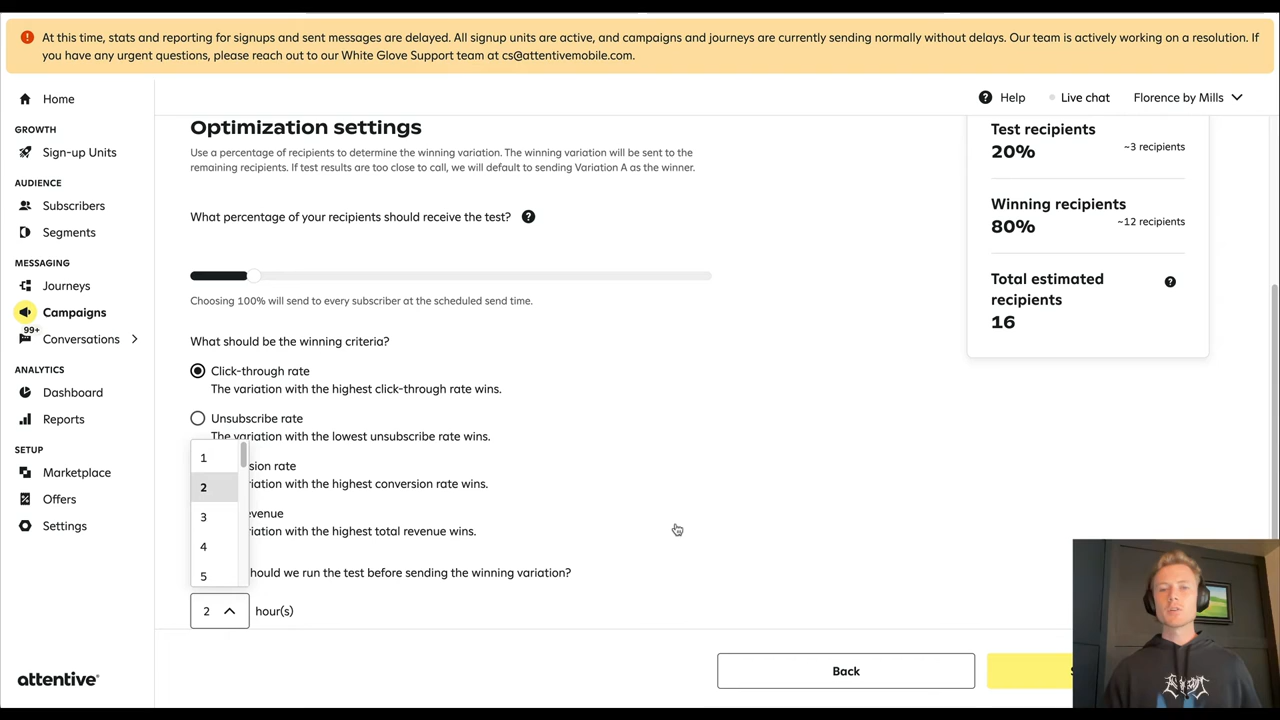 At this time, stats and reporting for signups and sent messages are delayed. All signup units are active, and campaigns and journeys are currently sending normally without delays. Our team is actively working on a resolution. If
you have any urgent questions, please reach out to our White Glove Support team at cs@attentivemobile.com.
Help
Live chat
Florence by Mills
Home
GROWTH
Sign-up Units
AUDIENCE
Subscribers
Segments
MESSAGING
Journeys
Campaigns
99+
Conversations
ANALYTICS
Dashboard
Reports
SETUP
Marketplace
Offers
Settings
attentive®
Optimization settings
Use a percentage of recipients to determine the winning variation. The winning variation will be sent to the
remaining recipients. If test results are too close to call, we will default to sending Variation A as the winner.
What percentage of your recipients should receive the test?
Choosing 100% will send to every subscriber at the scheduled send time.
What should be the winning criteria?
Click-through rate
The variation with the highest click-through rate wins.
Unsubscribe rate
The variation with the lowest unsubscribe rate wins.
sion rate
iation with the highest conversion rate wins.
evenue
iation with the highest total revenue wins.
hould we run the test before sending the winning variation?
1
2
3
4
5
2 hour(s)
Test recipients
20% ~3 recipients
Winning recipients
80% ~12 recipients
Total estimated
recipients
16
Back